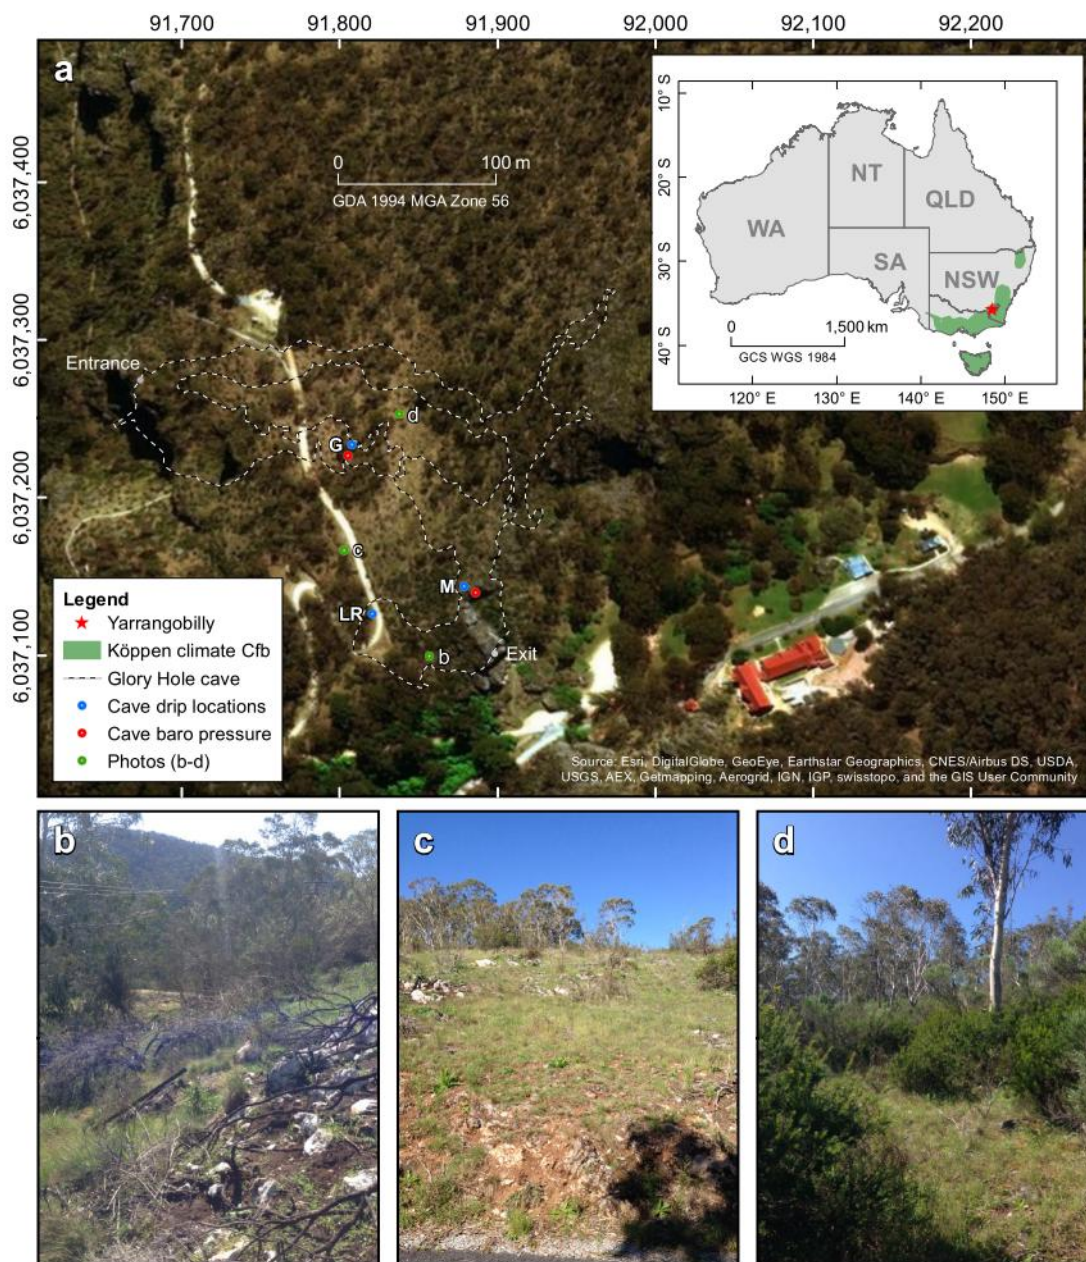 91,700 91,800 91,900 92,000 92,100 92,200
a
6,037,400
6,037,300
6,037,200
6,037,100
0 100 m
GDA 1994 MGA Zone 56
Entrance
d
G
c
M
LR
b
Exit
10° S
20° S
30° S
40° S
WA
NT
QLD
SA
NSW
0 1,500 km
GCS WGS 1984
120° E 130° E 140° E 150° E
Legend
Yarrangobilly
Köppen climate Cfb
Glory Hole cave
Cave drip locations
Cave baro pressure
Photos (b-d)
Source: Esri, DigitalGlobe, GeoEye, Earthstar Geographics, CNES/Airbus DS, USDA,
USGS, AEX, Getmapping, Aerogrid, IGN, IGP, swisstopo, and the GIS User Community
b
c
d